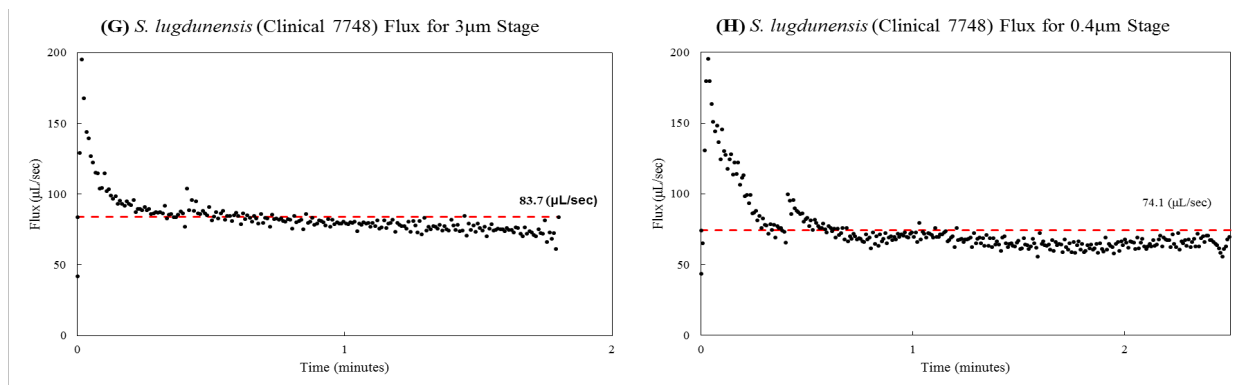 (G) S. lugdunensis (Clinical 7748) Flux for 3µm Stage
200
150
100
50
0
Flux (µL/sec)
83.7 (µL/sec)
0
1
2
Time (minutes)
(H) S. lugdunensis (Clinical 7748) Flux for 0.4µm Stage
200
150
100
50
0
Flux (µL/sec)
74.1 (µL/sec)
0
1
2
Time (minutes)